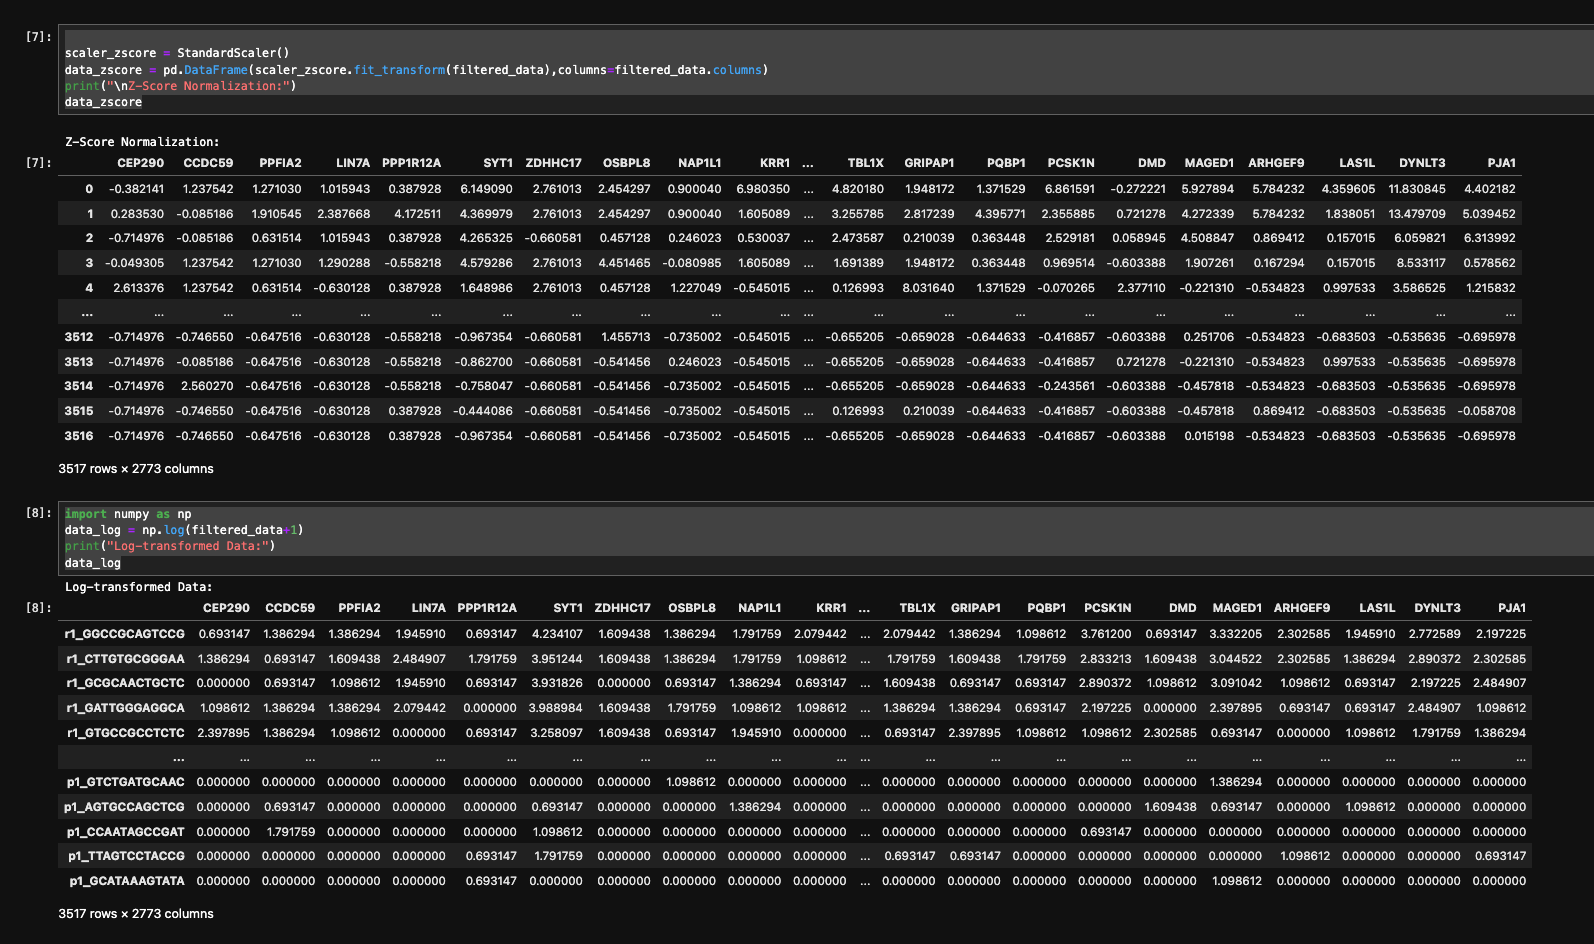 [7]:
scaler_zscore = StandardScaler()
data_zscore = pd.DataFrame(scaler_zscore.fit_transform(filtered_data),columns=filtered_data.columns)
print("\nZ-Score Normalization:")
data_zscore
Z-Score Normalization:
[7]: CEP290 CCDC59 PPFIA2 LIN7A PPP1R12A SYT1 ZDHHC17 OSBPL8 NAP1L1 KRR1 ... TBL1X GRIPAP1 PQBP1 PCSK1N DMD MAGED1 ARHGEF9 LAS1L DYNLT3 PJA1
0 -0.382141 1.237542 1.271030 1.015943 0.387928 6.149090 2.761013 2.454297 0.900040 6.980350 ... 4.820180 1.948172 1.371529 6.861591 -0.272221 5.927894 5.784232 4.359605 11.830845 4.402182
1 0.283530 -0.085186 1.910545 2.387668 4.172511 4.369979 2.761013 2.454297 0.900040 1.605089 ... 3.255785 2.817239 4.395771 2.355885 0.721278 4.272339 5.784232 1.838051 13.479709 5.039452
2 -0.714976 -0.085186 0.631514 1.015943 0.387928 4.265325 -0.660581 0.457128 0.246023 0.530037 ... 2.473587 0.210039 0.363448 2.529181 0.058945 4.508847 0.869412 0.157015 6.059821 6.313992
3 -0.049305 1.237542 1.271030 1.290288 -0.558218 4.579286 2.761013 4.451465 -0.080985 1.605089 ... 1.691389 1.948172 0.363448 0.969514 -0.603388 1.907261 0.167294 0.157015 8.533117 0.578562
4 2.613376 1.237542 0.631514 -0.630128 0.387928 1.648986 2.761013 0.457128 1.227049 -0.545015 ... 0.126993 8.031640 1.371529 -0.070265 2.377110 -0.221310 -0.534823 0.997533 3.586525 1.215832
... ... ... ... ... ... ... ... ... ... ... ... ... ... ... ... ... ... ... ... ...
3512 -0.714976 -0.746550 -0.647516 -0.630128 -0.558218 -0.967354 -0.660581 1.455713 -0.735002 -0.545015 ... -0.655205 -0.659028 -0.644633 -0.416857 -0.603388 0.251706 -0.534823 -0.683503 -0.535635 -0.695978
3513 -0.714976 -0.085186 -0.647516 -0.630128 -0.558218 -0.862700 -0.660581 -0.541456 0.246023 -0.545015 ... -0.655205 -0.659028 -0.644633 -0.416857 0.721278 -0.221310 -0.534823 0.997533 -0.535635 -0.695978
3514 -0.714976 2.560270 -0.647516 -0.630128 -0.558218 -0.758047 -0.660581 -0.541456 -0.735002 -0.545015 ... -0.655205 -0.659028 -0.644633 -0.243561 -0.603388 -0.457818 -0.534823 -0.683503 -0.535635 -0.695978
3515 -0.714976 -0.746550 -0.647516 -0.630128 0.387928 -0.444086 -0.660581 -0.541456 -0.735002 -0.545015 ... 0.126993 0.210039 -0.644633 -0.416857 -0.603388 -0.457818 0.869412 -0.683503 -0.535635 -0.058708
3516 -0.714976 -0.746550 -0.647516 -0.630128 0.387928 -0.967354 -0.660581 -0.541456 -0.735002 -0.545015 ... -0.655205 -0.659028 -0.644633 -0.416857 -0.603388 0.015198 -0.534823 -0.683503 -0.535635 -0.695978
3517 rows × 2773 columns
[8]: import numpy as np
data_log = np.log(filtered_data+1)
print("Log-transformed Data:")
data_log
Log-transformed Data:
[8]: CEP290 CCDC59 PPFIA2 LIN7A PPP1R12A SYT1 ZDHHC17 OSBPL8 NAP1L1 KRR1 ... TBL1X GRIPAP1 PQBP1 PCSK1N DMD MAGED1 ARHGEF9 LAS1L DYNLT3 PJA1
r1_GGCCGCAGTCCG 0.693147 1.386294 1.386294 1.945910 0.693147 4.234107 1.609438 1.386294 1.791759 2.079442 ... 2.079442 1.386294 1.098612 3.761200 0.693147 3.332205 2.302585 1.945910 2.772589 2.197225
r1_CTTGTGCGGGAA 1.386294 0.693147 1.609438 2.484907 1.791759 3.951244 1.609438 1.386294 1.791759 1.098612 ... 1.791759 1.609438 1.791759 2.833213 1.609438 3.044522 2.302585 1.386294 2.890372 2.302585
r1_GCGCAACTGCTC 0.000000 0.693147 1.098612 1.945910 0.693147 3.931826 0.000000 0.693147 1.386294 0.693147 ... 1.609438 0.693147 0.693147 2.890372 1.098612 3.091042 1.098612 0.693147 2.197225 2.484907
r1_GATTGGGAGGCA 1.098612 1.386294 1.386294 2.079442 0.000000 3.988984 1.609438 1.791759 1.098612 1.098612 ... 1.386294 1.386294 0.693147 2.197225 0.000000 2.397895 0.693147 0.693147 2.484907 1.098612
r1_GTGCCGCCTCTC 2.397895 1.386294 1.098612 0.000000 0.693147 3.258097 1.609438 0.693147 1.945910 0.000000 ... 0.693147 2.397895 1.098612 1.098612 2.302585 0.693147 0.000000 1.098612 1.791759 1.386294
... ... ... ... ... ... ... ... ... ... ... ... ... ... ... ... ... ... ... ... ... ...
p1_GTCTGATGCAAC 0.000000 0.000000 0.000000 0.000000 0.000000 0.000000 0.000000 1.098612 0.000000 0.000000 ... 0.000000 0.000000 0.000000 0.000000 0.000000 1.386294 0.000000 0.000000 0.000000 0.000000
p1_AGTGCCAGCTCG 0.000000 0.693147 0.000000 0.000000 0.000000 0.693147 0.000000 0.000000 1.386294 0.000000 ... 0.000000 0.000000 0.000000 0.000000 1.609438 0.693147 0.000000 1.098612 0.000000 0.000000
p1_CCAATAGCCGAT 0.000000 1.791759 0.000000 0.000000 0.000000 1.098612 0.000000 0.000000 0.000000 0.000000 ... 0.000000 0.000000 0.000000 0.693147 0.000000 0.000000 0.000000 0.000000 0.000000 0.000000
p1_TTAGTCCTACCG 0.000000 0.000000 0.000000 0.000000 0.693147 1.791759 0.000000 0.000000 0.000000 0.000000 ... 0.693147 0.693147 0.000000 0.000000 0.000000 0.000000 1.098612 0.000000 0.000000 0.693147
p1_GCATAAAGTATA 0.000000 0.000000 0.000000 0.000000 0.693147 0.000000 0.000000 0.000000 0.000000 0.000000 ... 0.000000 0.000000 0.000000 0.000000 0.000000 1.098612 0.000000 0.000000 0.000000 0.000000
3517 rows × 2773 columns